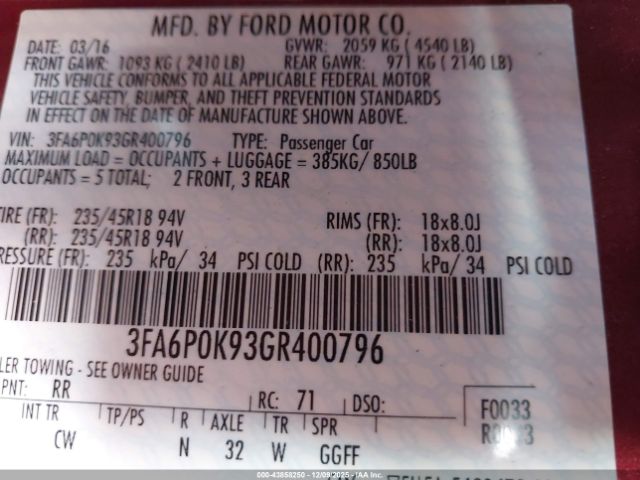 MFD. BY FORD MOTOR CO.
DATE: 03/16 GVWR: 2059 KG ( 4540 LB)
FRONT GAWR: 1093 KG ( 2410 LB) REAR GAWR: 971 KG ( 2140 LB)
THIS VEHICLE CONFORMS TO ALL APPLICABLE FEDERAL MOTOR
VEHICLE SAFETY, BUMPER, AND THEFT PREVENTION STANDARDS
IN EFFECT ON THE DATE OF MANUFACTURE SHOWN ABOVE.
VIN: 3FA6P0K93GR400796 TYPE: Passenger Car
MAXIMUM LOAD = OCCUPANTS + LUGGAGE = 385KG/ 850LB
OCCUPANTS = 5 TOTAL; 2 FRONT, 3 REAR
TIRE (FR): 235/45R18 94V RIMS (FR): 18x8.0J
(RR): 235/45R18 94V (RR): 18x8.0J
PRESSURE (FR): 235 kPa/ 34 PSI COLD (RR): 235 kPa/ 34 PSI COLD
3FA6P0K93GR400796
LER TOWING - SEE OWNER GUIDE
PNT: RR RC: 71 DSO: F0033
INT TR TP/PS R AXLE TR SPR
CW N 32 W GGFF
000-43858250 - 12/09/2025 - IAA Inc.